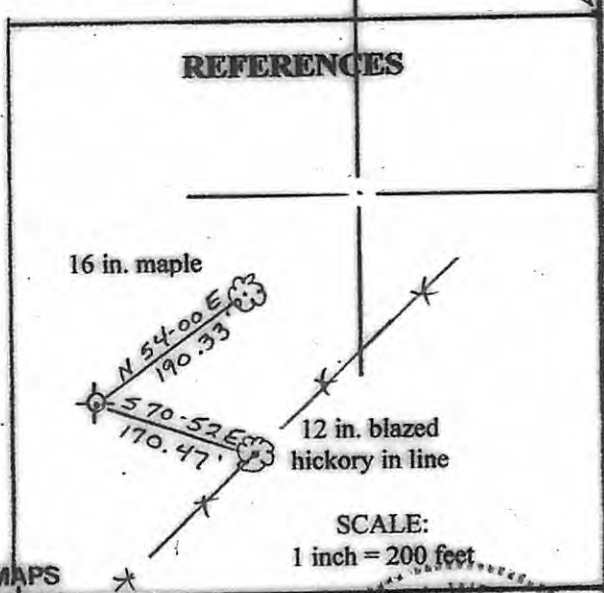 REFERENCES
16 in. maple
N 54-00 E
190.33'
S 70-52 E
170.47'
12 in. blazed
hickory in line
SCALE:
1 inch = 200 feet
MAPS